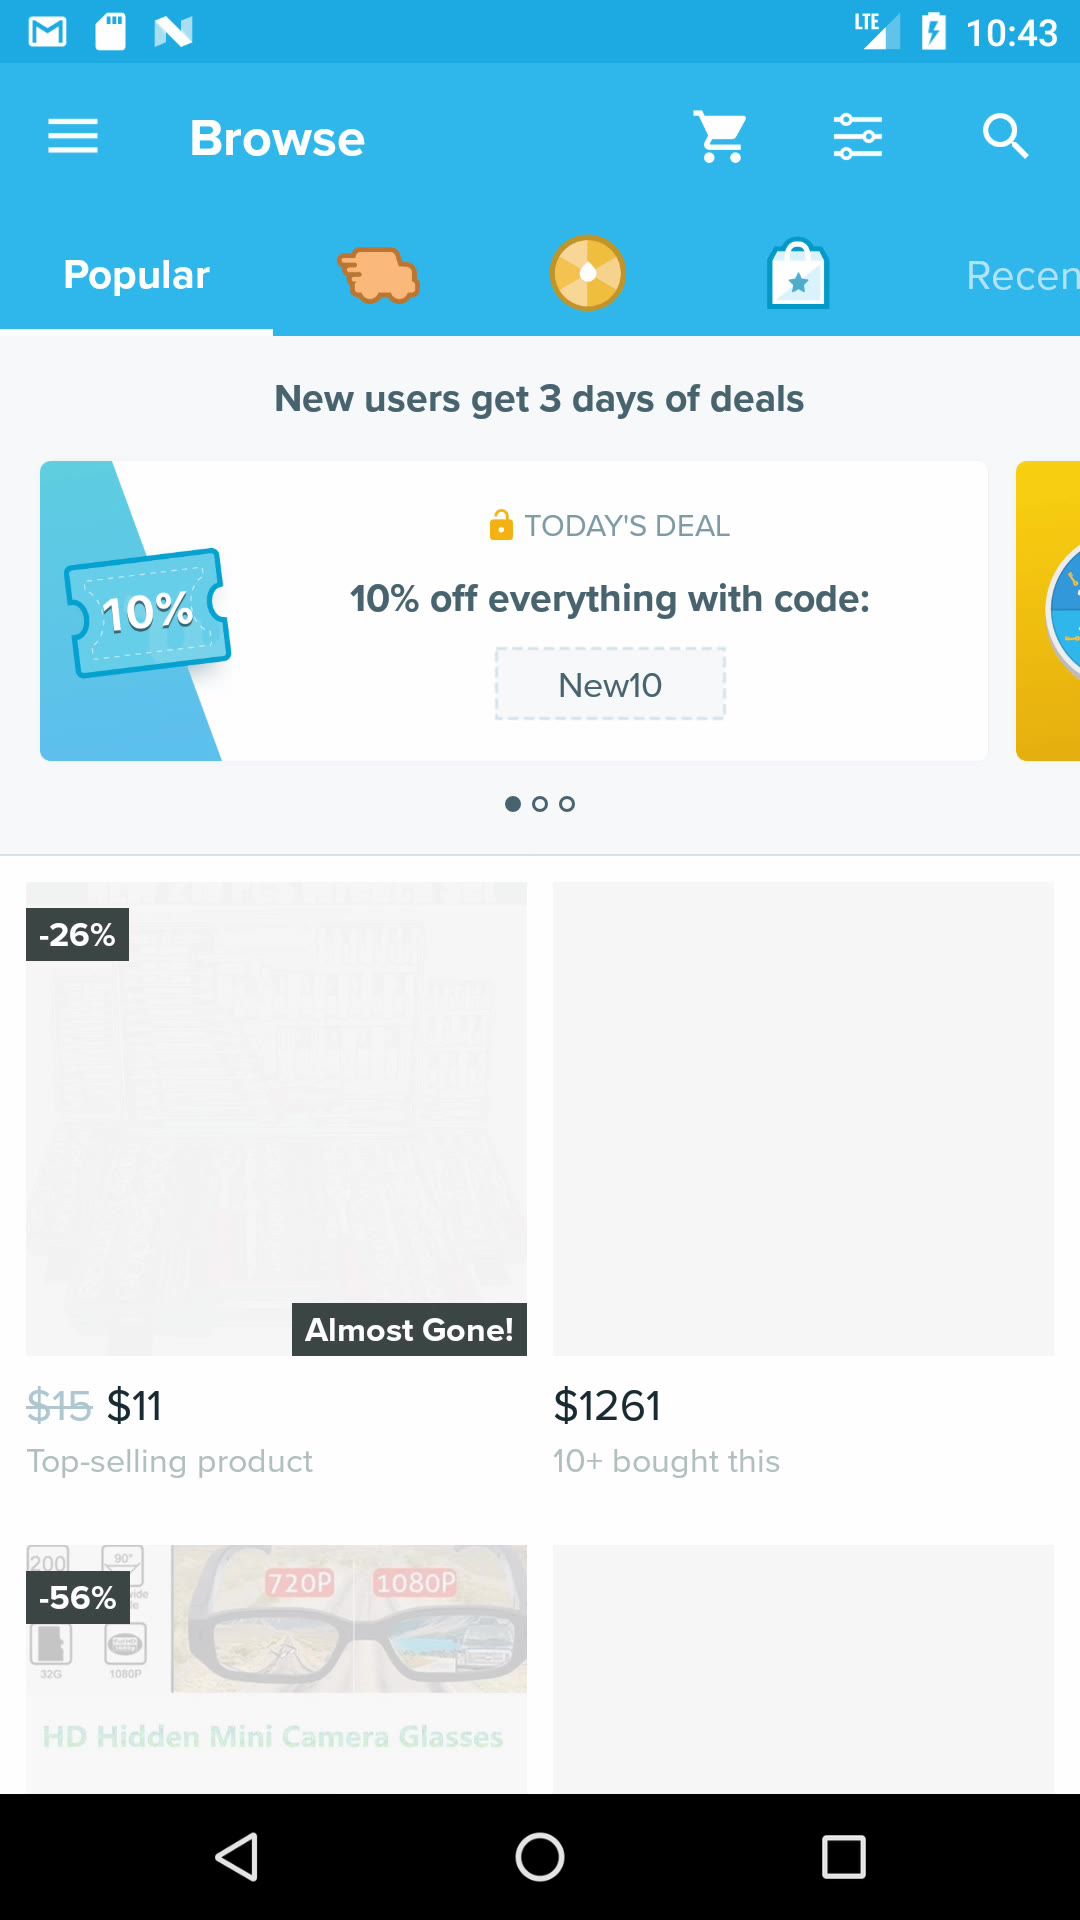 LTE 10:43
Browse
Popular
Recen
New users get 3 days of deals
TODAY'S DEAL
10%
10% off everything with code:
New10
-26%
Almost Gone!
$15 $11
Top-selling product
$1261
10+ bought this
200
90°
-56%
720P
1080P
32G
1080P
HD Hidden Mini Camera Glasses